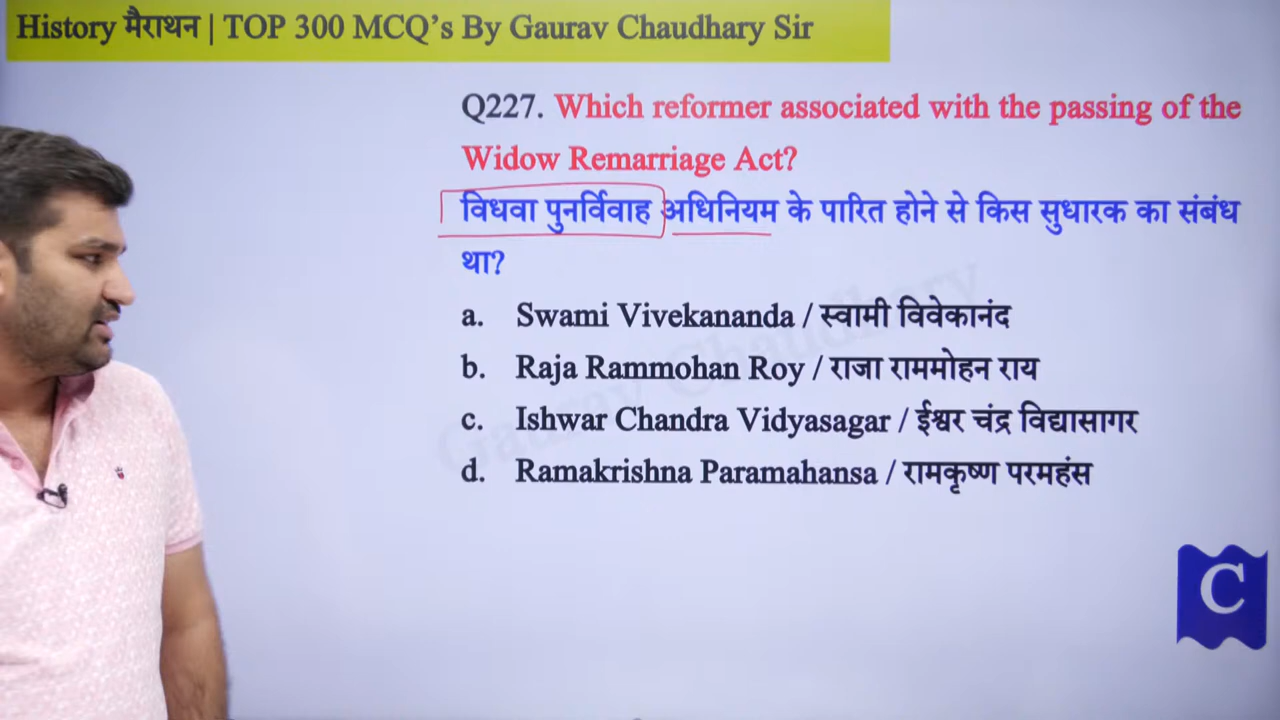 History मैराथन | TOP 300 MCQ’s By Gaurav Chaudhary Sir
Q227. Which reformer associated with the passing of the
Widow Remarriage Act?
विधवा पुनर्विवाह अधिनियम के पारित होने से किस सुधारक का संबंध
था?
a. Swami Vivekananda / स्वामी विवेकानंद
b. Raja Rammohan Roy / राजा राममोहन राय
c. Ishwar Chandra Vidyasagar / ईश्वर चंद्र विद्यासागर
d. Ramakrishna Paramahansa / रामकृष्ण परमहंस
Gaurav Chaudhary
C